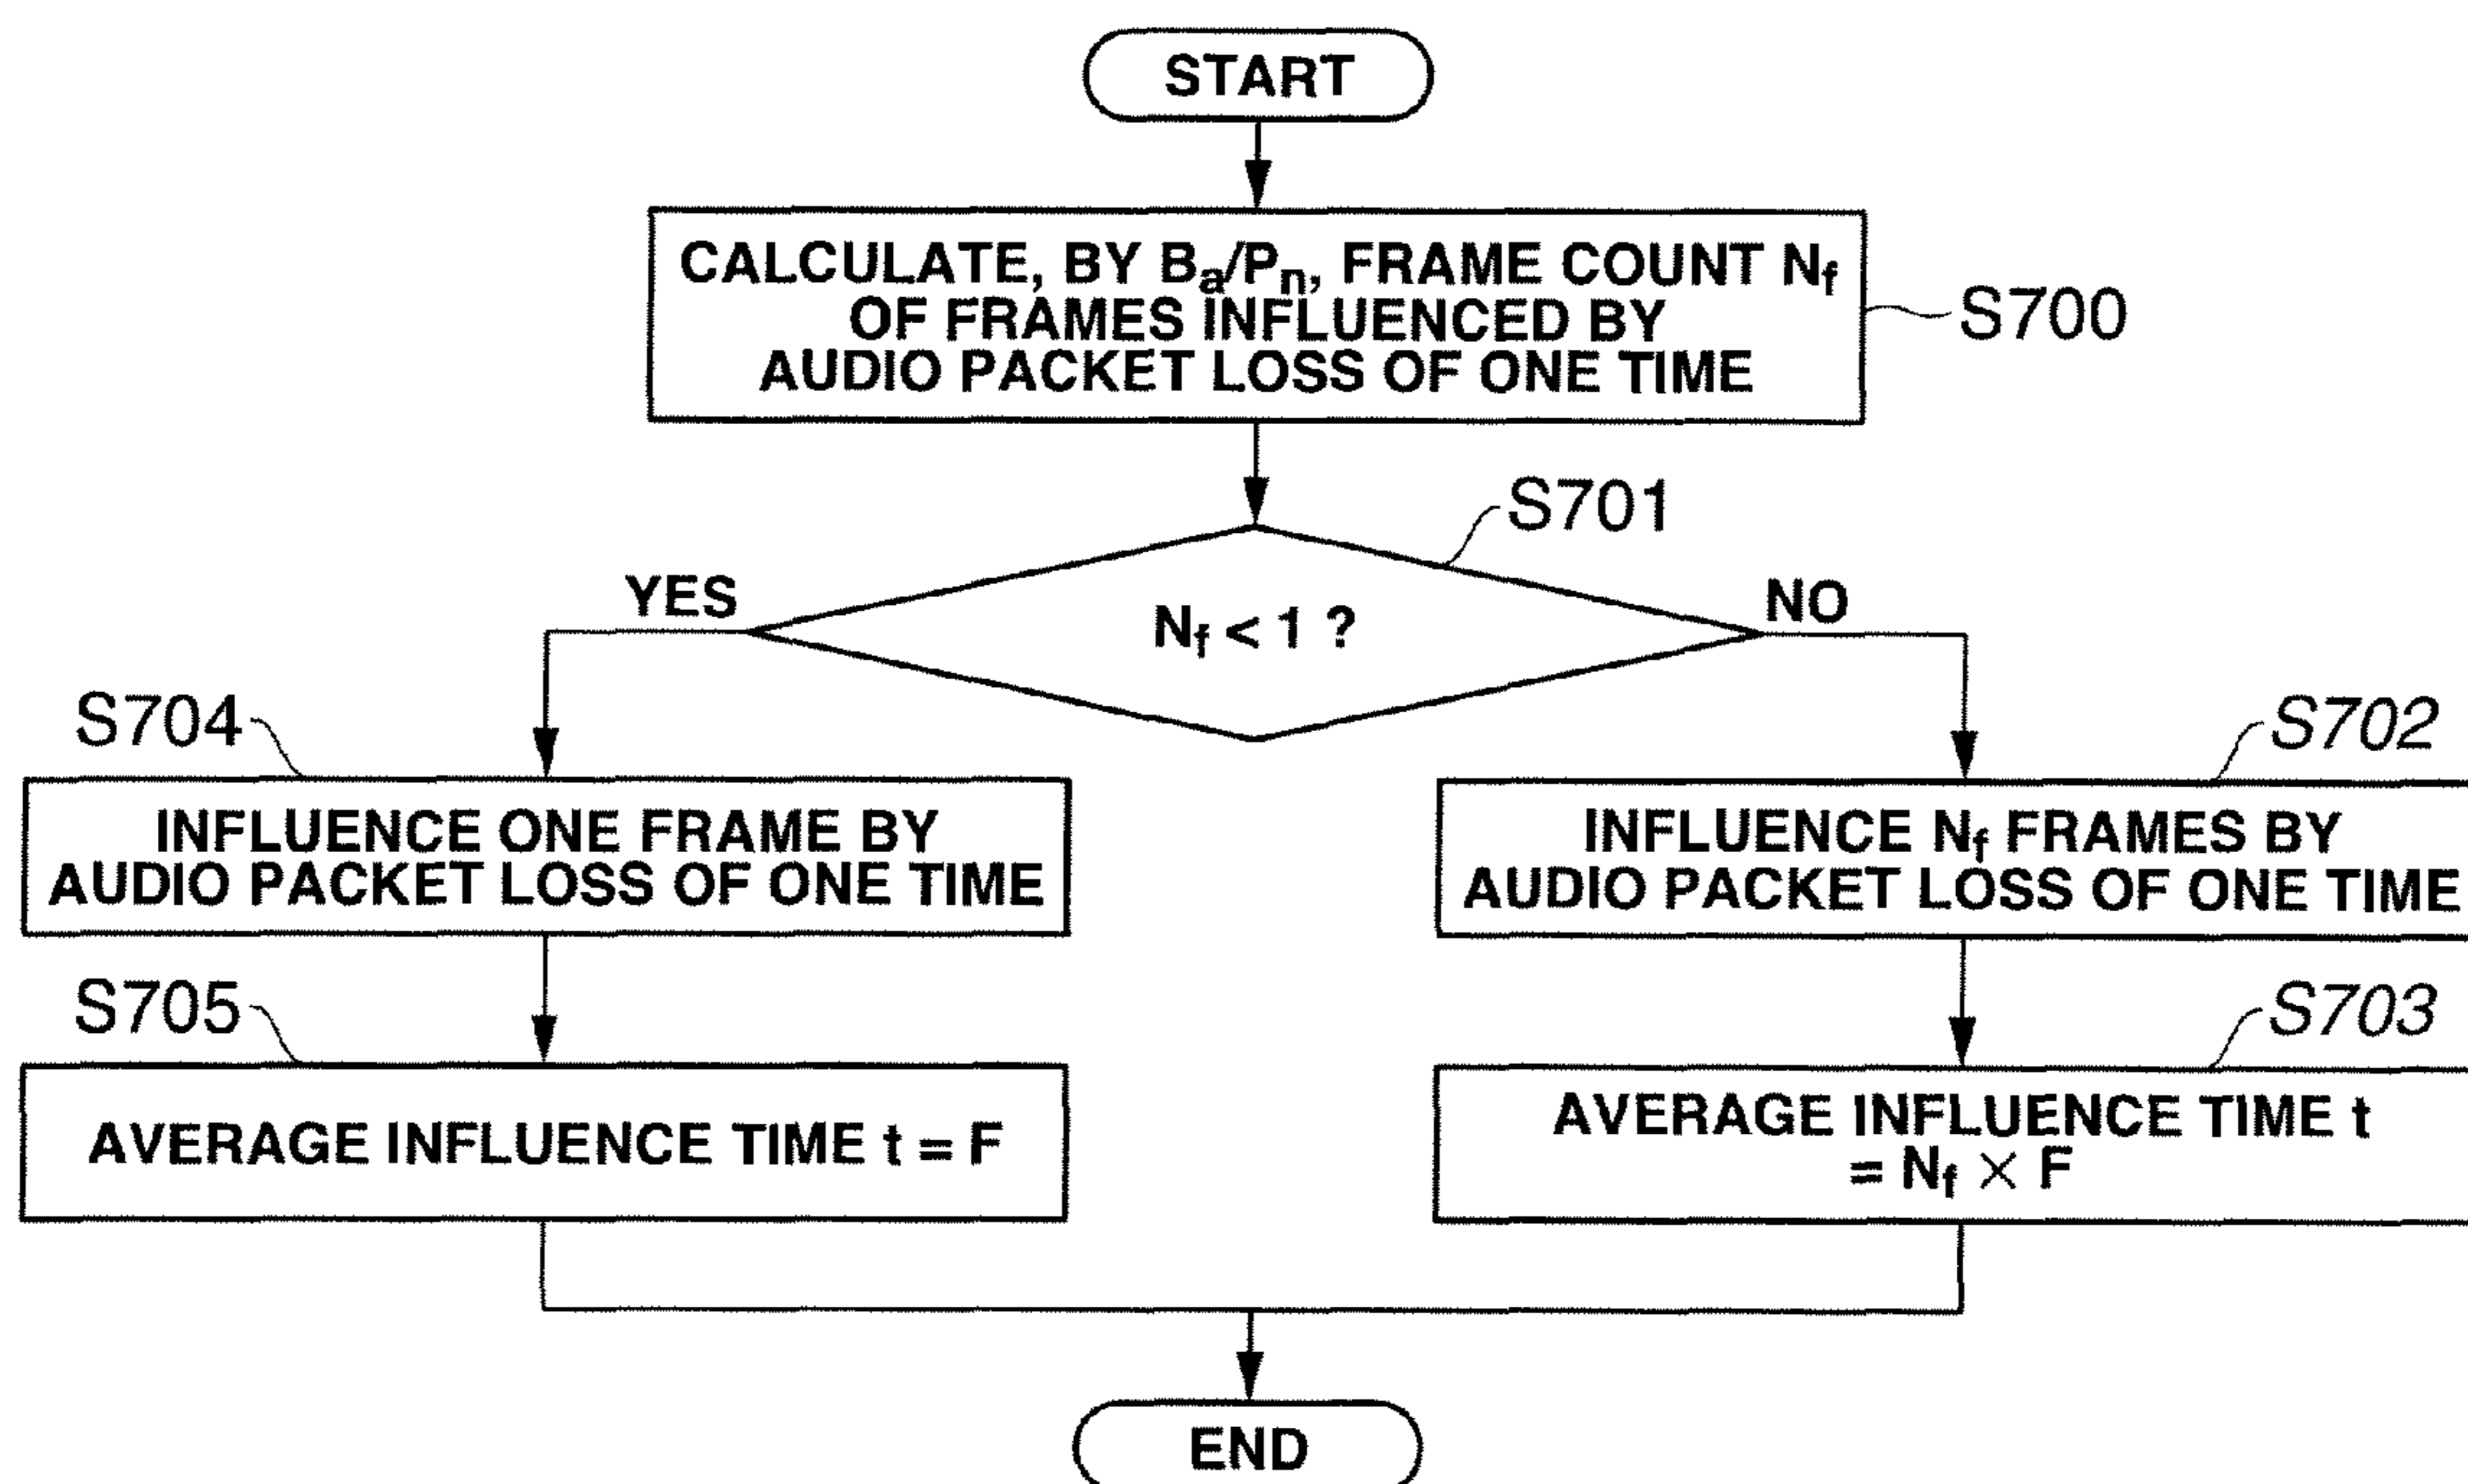 START
CALCULATE, BY Ba/Pn, FRAME COUNT Nf
OF FRAMES INFLUENCED BY
AUDIO PACKET LOSS OF ONE TIME
S700
S701
YES
Nf < 1 ?
NO
S704
INFLUENCE ONE FRAME BY
AUDIO PACKET LOSS OF ONE TIME
S702
INFLUENCE Nf FRAMES BY
AUDIO PACKET LOSS OF ONE TIME
S705
AVERAGE INFLUENCE TIME t = F
S703
AVERAGE INFLUENCE TIME t
= Nf × F
END